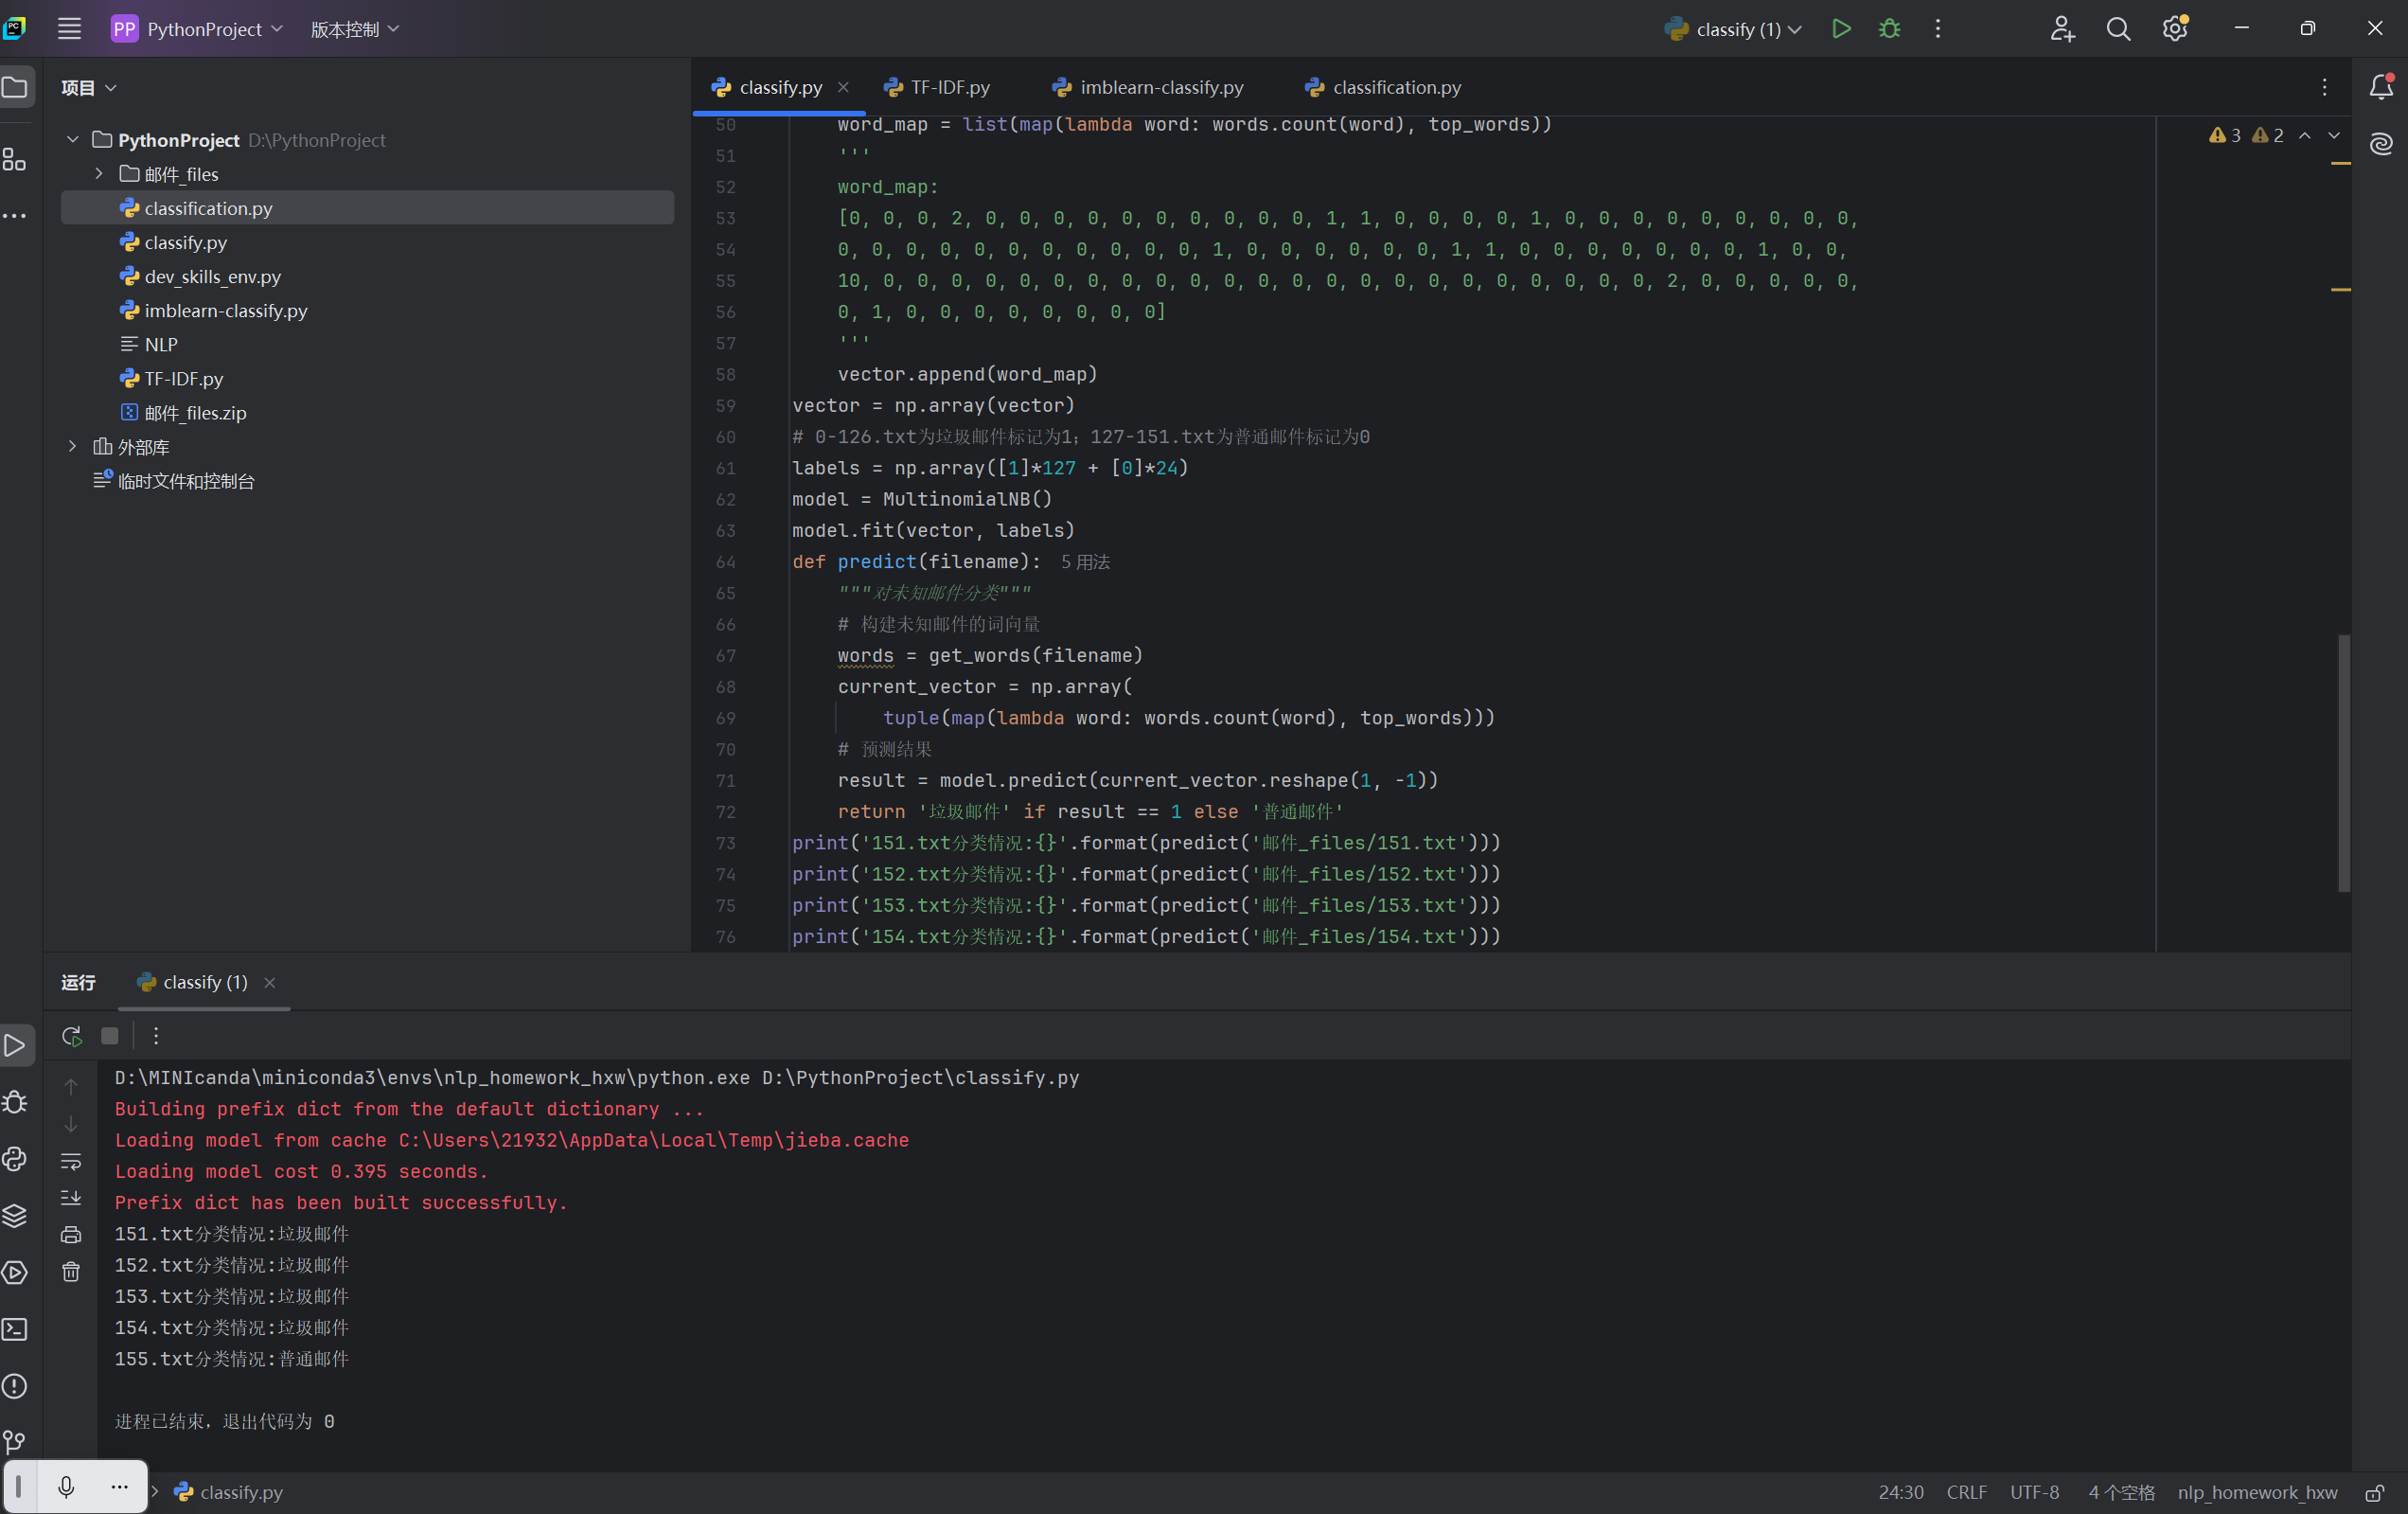 PC
PP PythonProject 版本控制
classify (1)
项目
PythonProject D:\PythonProject
邮件_files
classification.py
classify.py
dev_skills_env.py
imblearn-classify.py
NLP
TF-IDF.py
邮件_files.zip
外部库
临时文件和控制台
classify.py TF-IDF.py imblearn-classify.py classification.py
3 2
50 word_map = list(map(lambda word: words.count(word), top_words))
51 '''
52 word_map:
53 [0, 0, 0, 2, 0, 0, 0, 0, 0, 0, 0, 0, 0, 0, 1, 1, 0, 0, 0, 0, 1, 0, 0, 0, 0, 0, 0, 0, 0, 0,
54 0, 0, 0, 0, 0, 0, 0, 0, 0, 0, 0, 1, 0, 0, 0, 0, 0, 0, 1, 1, 0, 0, 0, 0, 0, 0, 0, 1, 0, 0,
55 10, 0, 0, 0, 0, 0, 0, 0, 0, 0, 0, 0, 0, 0, 0, 0, 0, 0, 0, 0, 0, 0, 0, 0, 2, 0, 0, 0, 0, 0,
56 0, 1, 0, 0, 0, 0, 0, 0, 0, 0]
57 '''
58 vector.append(word_map)
59 vector = np.array(vector)
60 # 0-126.txt为垃圾邮件标记为1；127-151.txt为普通邮件标记为0
61 labels = np.array([1]*127 + [0]*24)
62 model = MultinomialNB()
63 model.fit(vector, labels)
64 def predict(filename): 5 用法
65 """对未知邮件分类"""
66 # 构建未知邮件的词向量
67 words = get_words(filename)
68 current_vector = np.array(
69 tuple(map(lambda word: words.count(word), top_words)))
70 # 预测结果
71 result = model.predict(current_vector.reshape(1, -1))
72 return '垃圾邮件' if result == 1 else '普通邮件'
73 print('151.txt分类情况:{}'.format(predict('邮件_files/151.txt')))
74 print('152.txt分类情况:{}'.format(predict('邮件_files/152.txt')))
75 print('153.txt分类情况:{}'.format(predict('邮件_files/153.txt')))
76 print('154.txt分类情况:{}'.format(predict('邮件_files/154.txt')))
运行 classify (1)
D:\MINIcanda\miniconda3\envs\nlp_homework_hxw\python.exe D:\PythonProject\classify.py
Building prefix dict from the default dictionary ...
Loading model from cache C:\Users\21932\AppData\Local\Temp\jieba.cache
Loading model cost 0.395 seconds.
Prefix dict has been built successfully.
151.txt分类情况:垃圾邮件
152.txt分类情况:垃圾邮件
153.txt分类情况:垃圾邮件
154.txt分类情况:垃圾邮件
155.txt分类情况:普通邮件
进程已结束，退出代码为 0
classify.py
24:30 CRLF UTF-8 4 个空格 nlp_homework_hxw